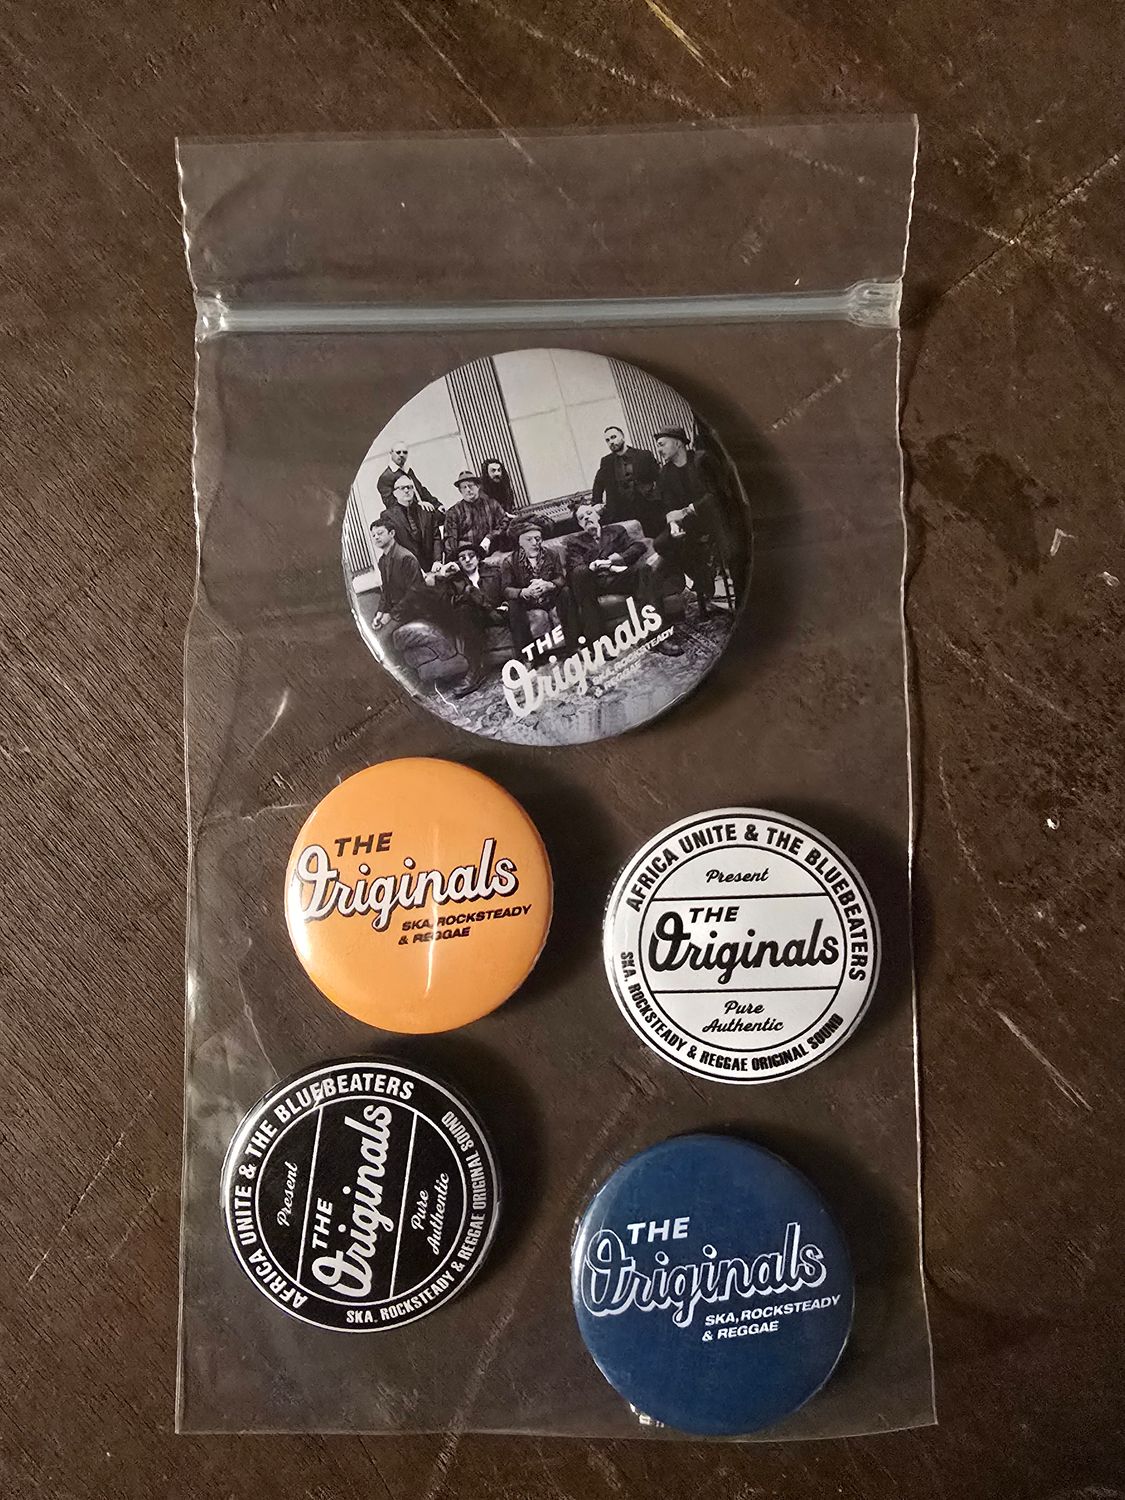 THE
Originals
SKA, ROCKSTEADY
& REGGAE
THE
Originals
SKA, ROCKSTEADY
& REGGAE
AFRICA UNITE & THE BLUEBEATERS
Present
THE
Originals
Pure
Authentic
SKA, ROCKSTEADY & REGGAE ORIGINAL SOUND
AFRICA UNITE & THE BLUEBEATERS
Present
THE
Originals
Pure
Authentic
SKA, ROCKSTEADY & REGGAE ORIGINAL SOUND
THE
Originals
SKA, ROCKSTEADY
& REGGAE